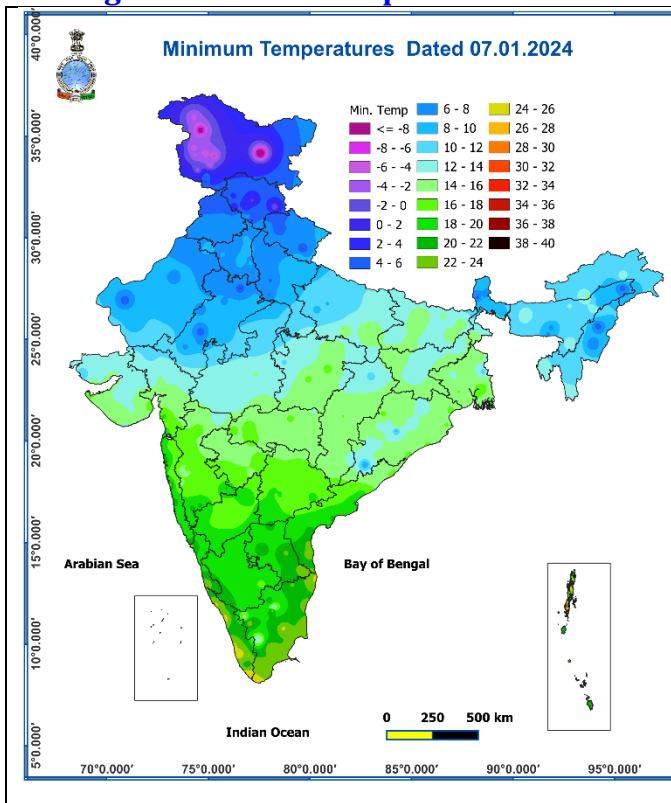 Minimum Temperatures Dated 07.01.2024
Min. Temp
<= -8
-8 - -6
-6 - -4
-4 - -2
-2 - 0
0 - 2
2 - 4
4 - 6
6 - 8
8 - 10
10 - 12
12 - 14
14 - 16
16 - 18
18 - 20
20 - 22
22 - 24
24 - 26
26 - 28
28 - 30
30 - 32
32 - 34
34 - 36
36 - 38
38 - 40
40°0.000'
35°0.000'
30°0.000'
25°0.000'
20°0.000'
15°0.000'
10°0.000'
5°0.000'
Arabian Sea
Bay of Bengal
Indian Ocean
0 250 500 km
70°0.000' 75°0.000' 80°0.000' 85°0.000' 90°0.000' 95°0.000'